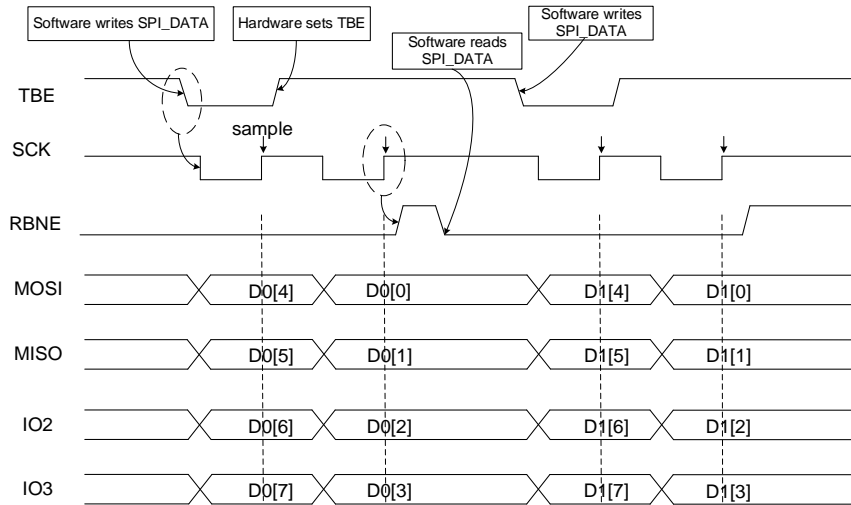 Software writes SPI_DATA
Hardware sets TBE
Software reads
SPI_DATA
Software writes
SPI_DATA
TBE
sample
SCK
RBNE
MOSI
D0[4]
D0[0]
D1[4]
D1[0]
MISO
D0[5]
D0[1]
D1[5]
D1[1]
IO2
D0[6]
D0[2]
D1[6]
D1[2]
IO3
D0[7]
D0[3]
D1[7]
D1[3]